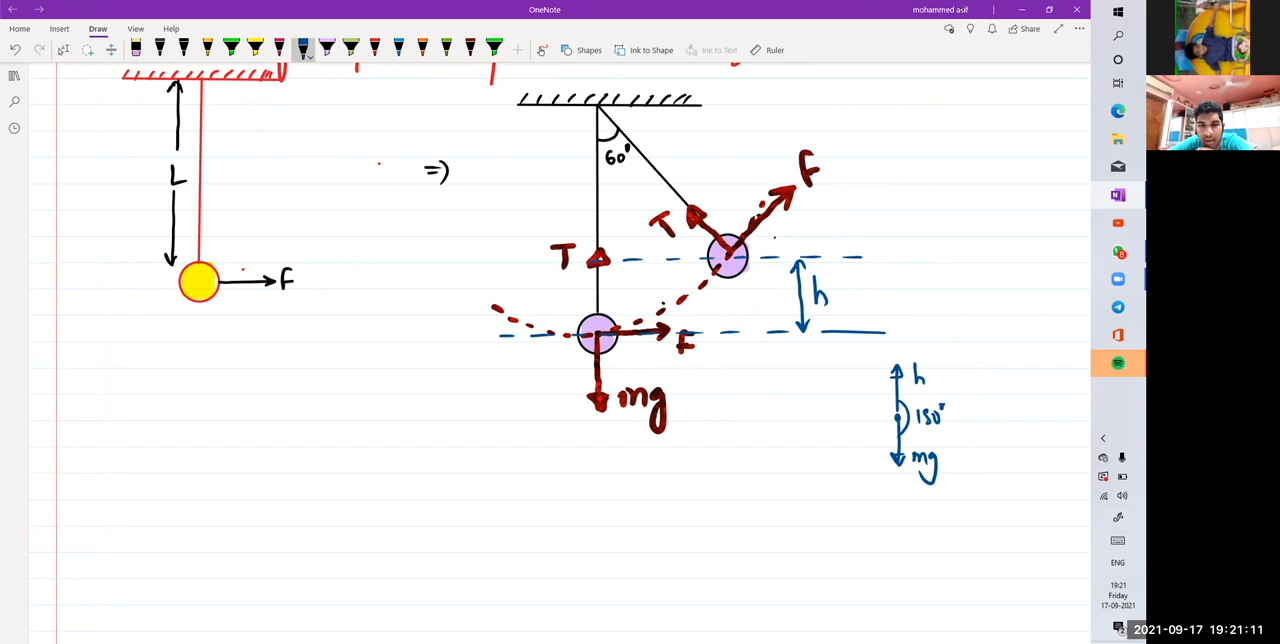 OneNote
mohammed asif
Home Insert Draw View Help
Share
Shapes Ink to Shape Ink to Text Ruler
L
F
=)
60°
T
F
T
h
F
mg
h
180°
mg
ENG
19:21
Friday
17-09-2021
2021-09-17 19:21:11